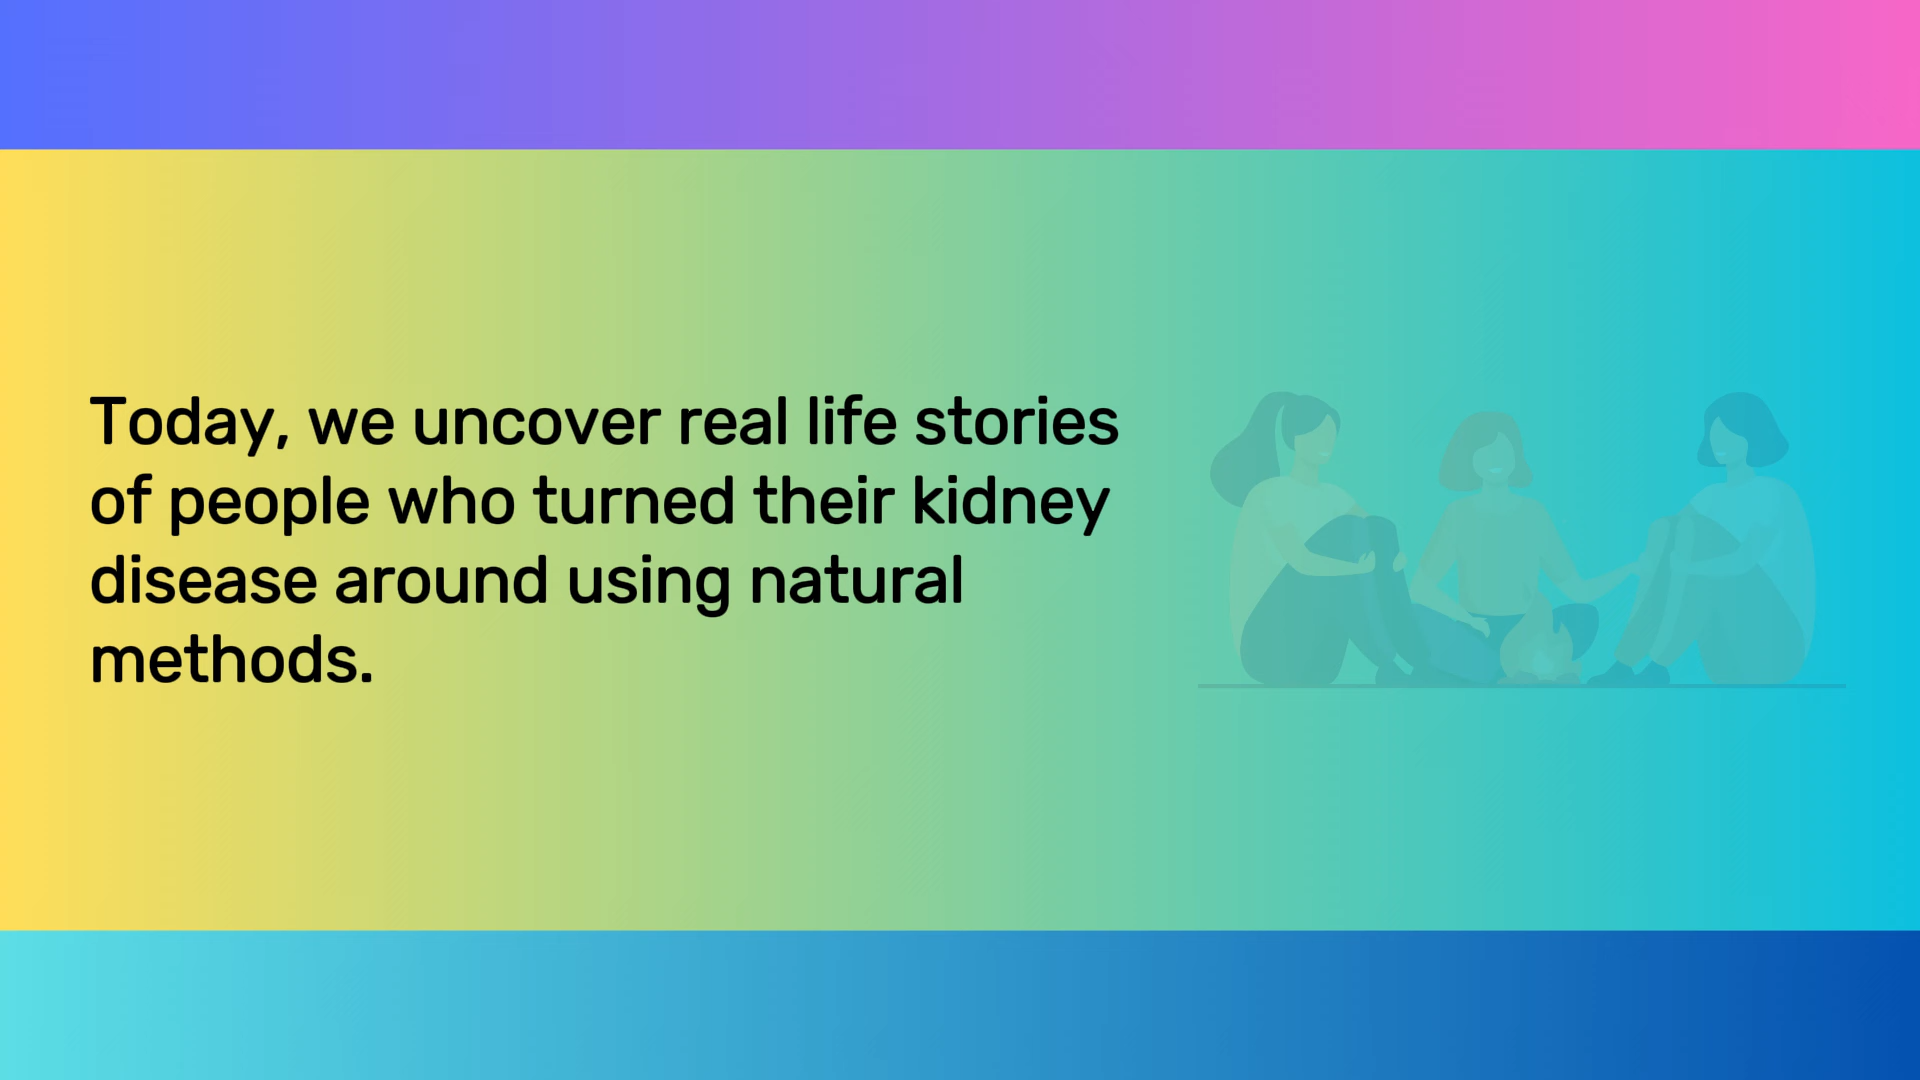 Today, we uncover real life stories
of people who turned their kidney
disease around using natural
methods.